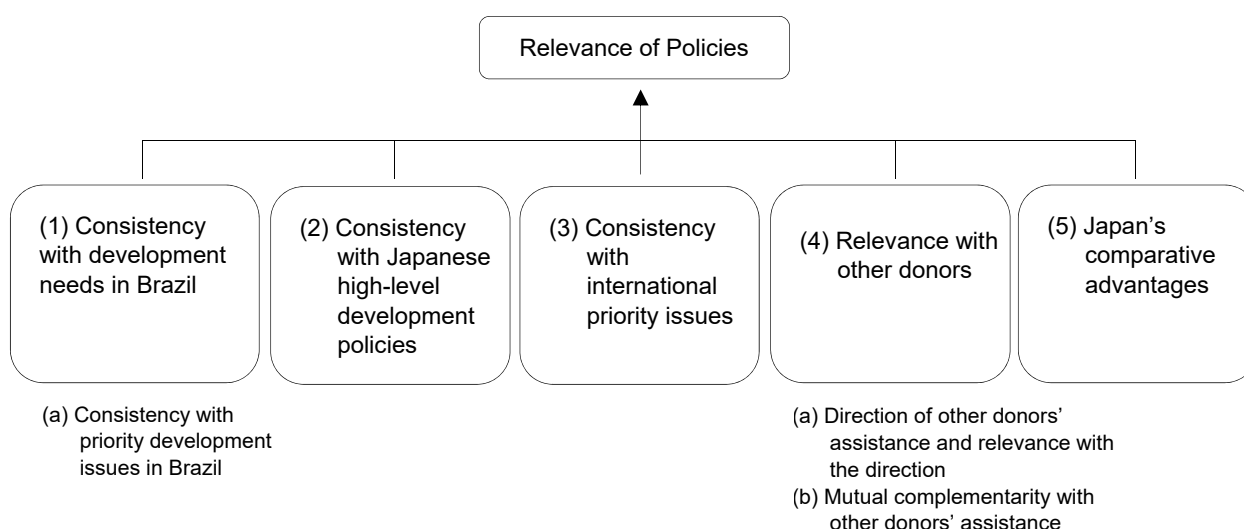 Relevance of Policies
(1) Consistency
with development
needs in Brazil
(2) Consistency
with Japanese
high-level
development
policies
(3) Consistency
with
international
priority issues
(4) Relevance with
other donors
(5) Japan's
comparative
advantages
(a) Consistency with
priority development
issues in Brazil
(a) Direction of other donors'
assistance and relevance with
the direction
(b) Mutual complementarity with
other donors' assistance